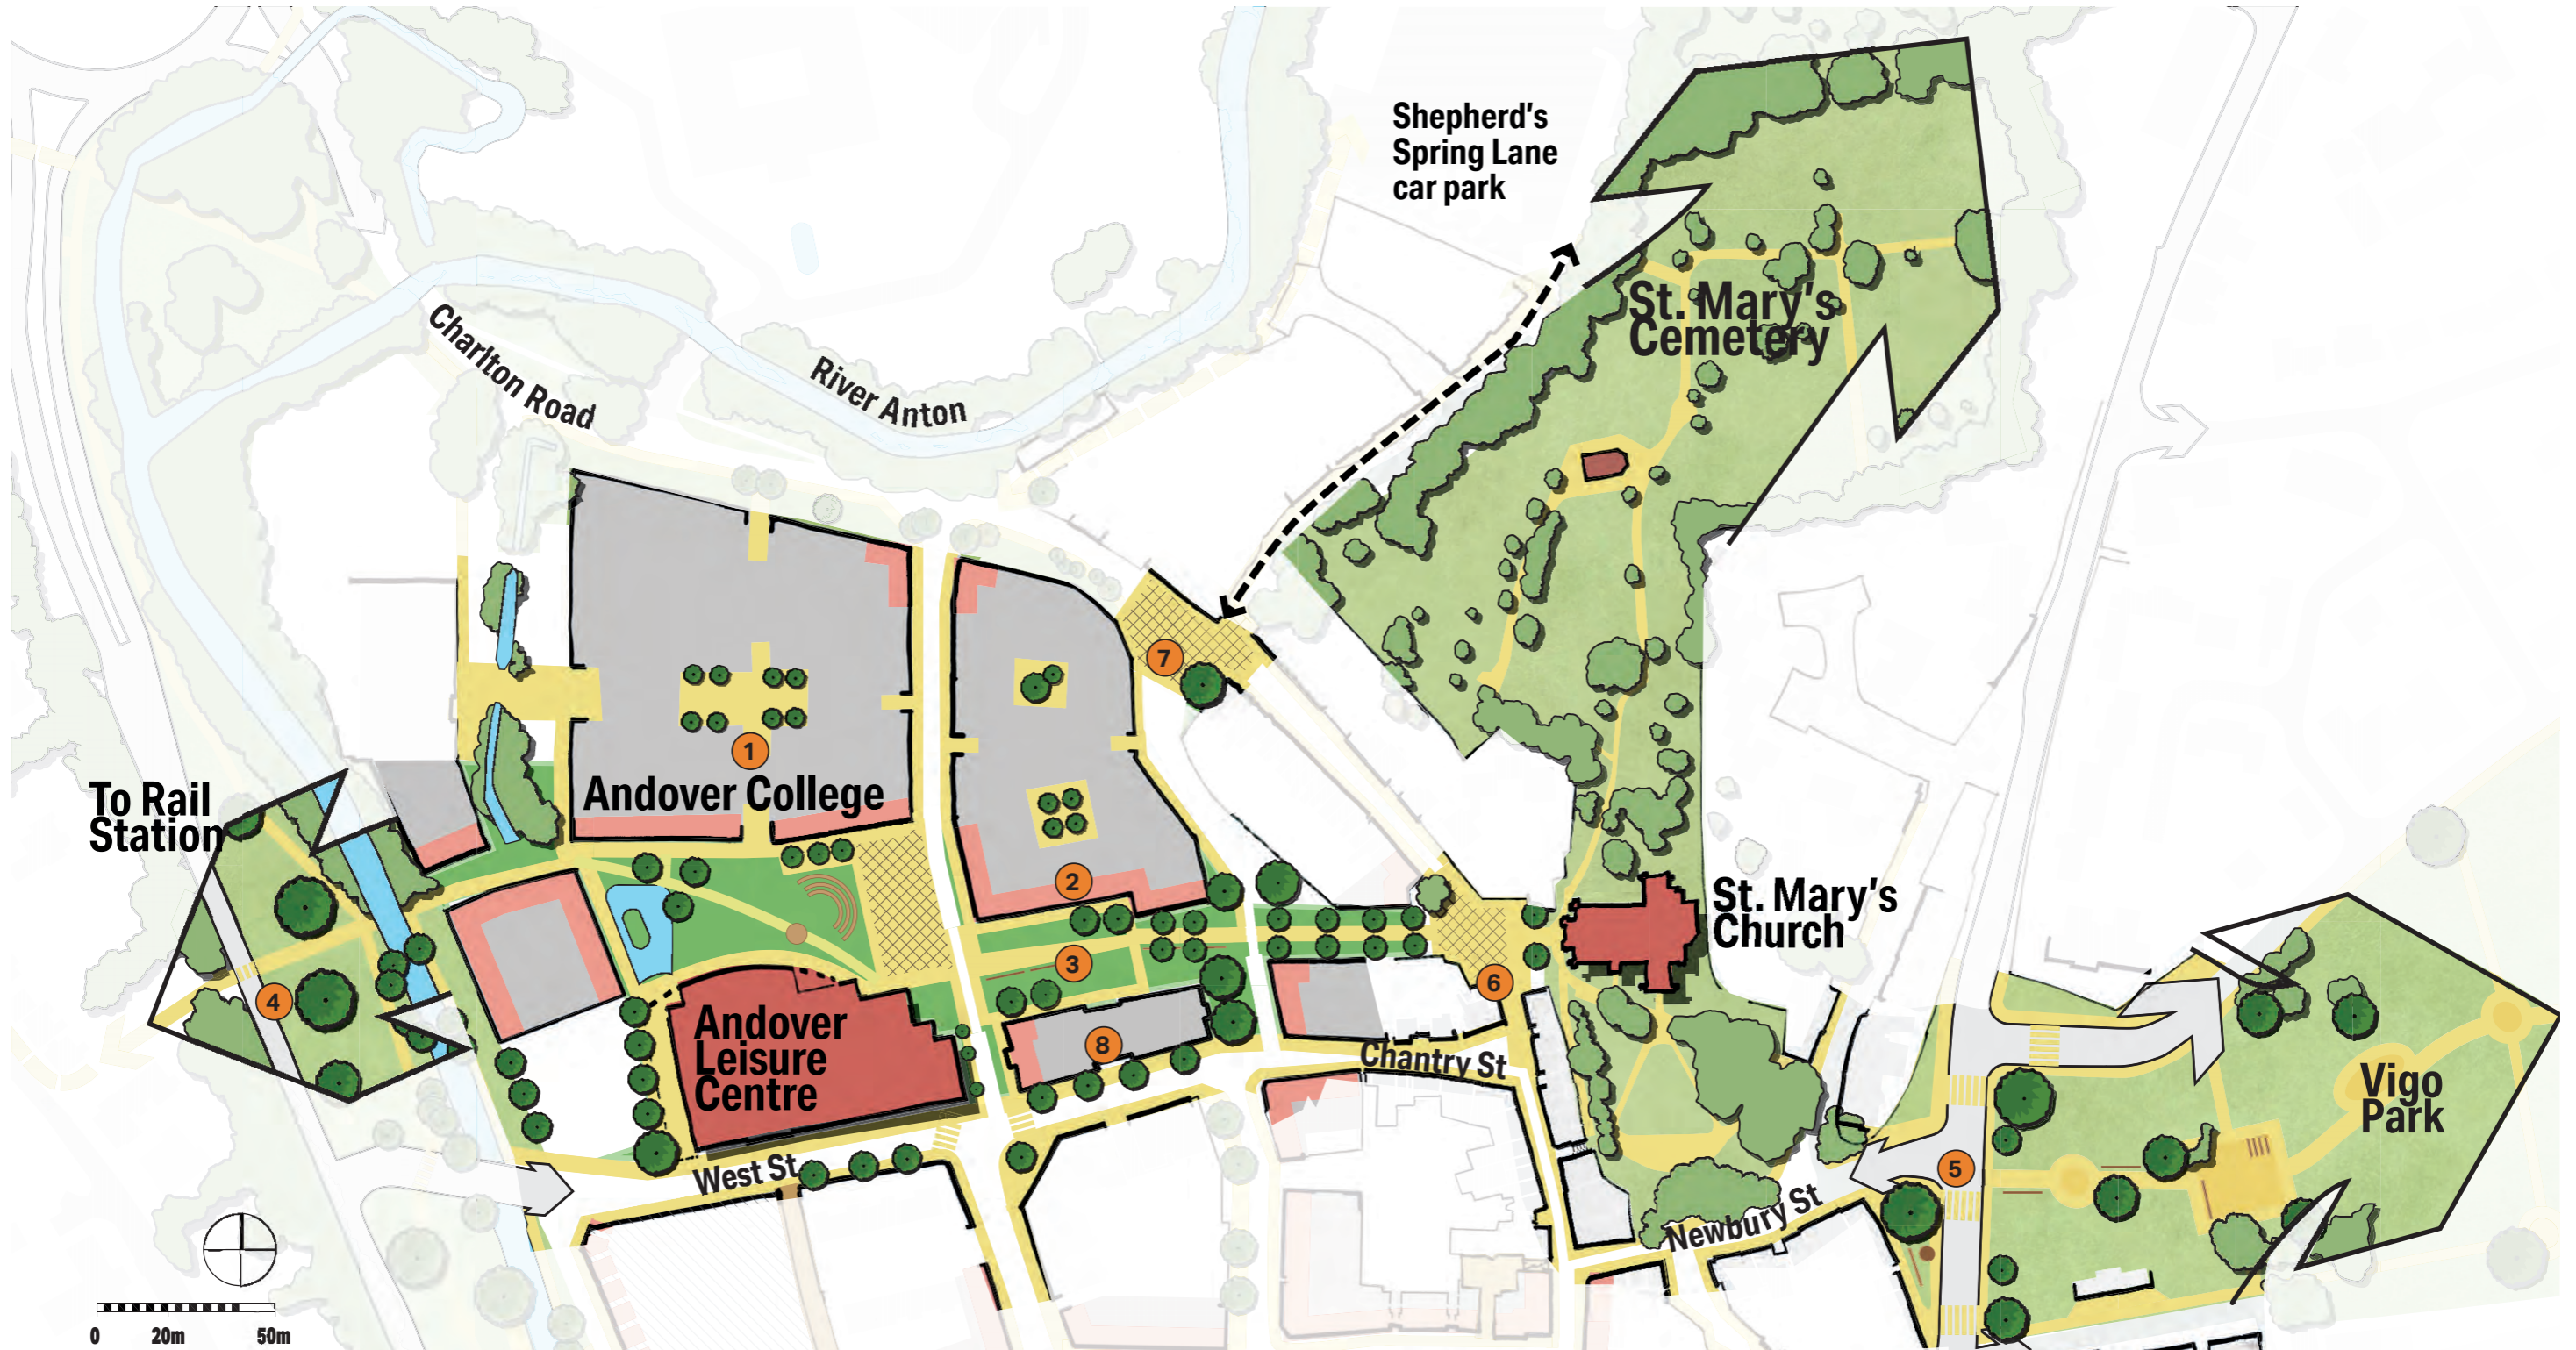 Shepherd's
Spring Lane
car park
St. Mary's
Cemetery
Charlton Road
River Anton
7
1
Andover College
To Rail
Station
2
St. Mary's
Church
3
6
4
Andover
Leisure
Centre
8
Chantry St
Vigo
Park
5
West St
Newbury St
0 20m 50m